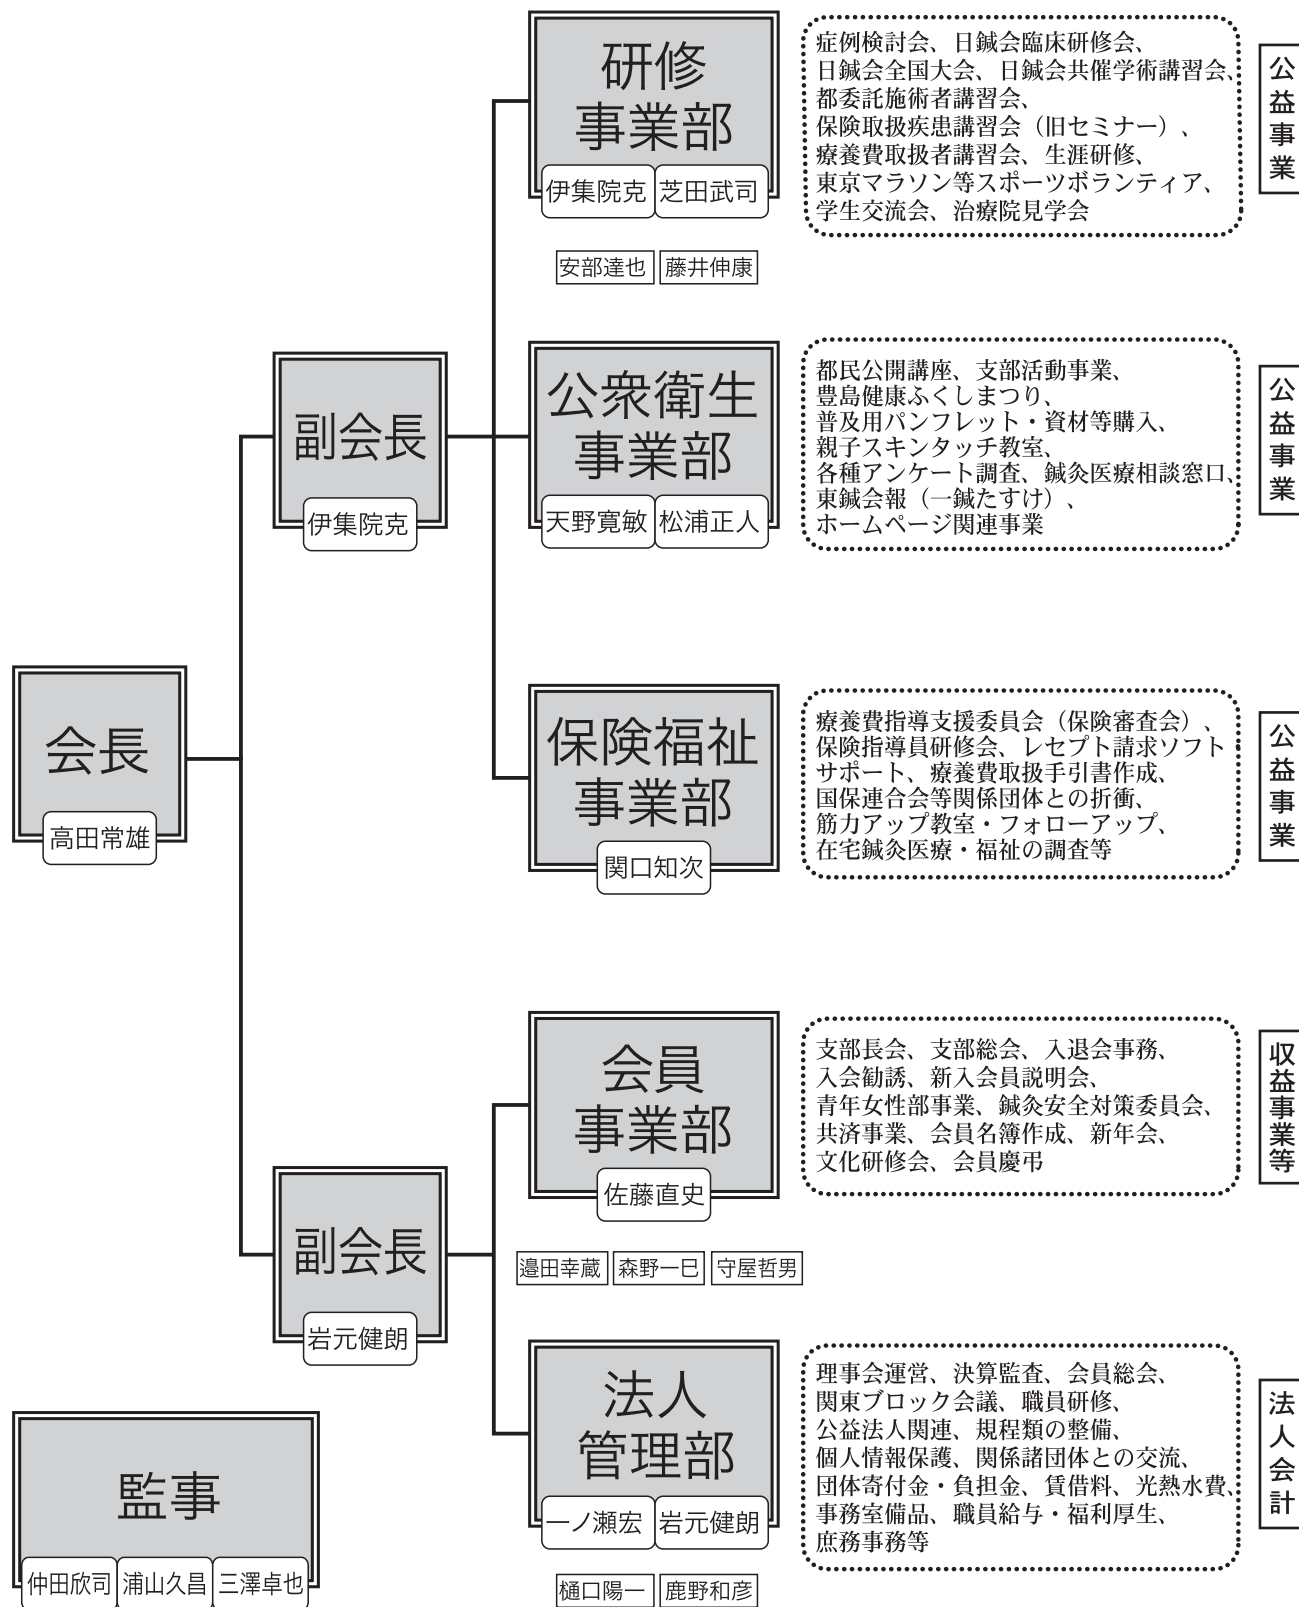 研修
事業部
伊集院克
芝田武司
安部達也
藤井伸康
症例検討会、日鍼会臨床研修会、
日鍼会全国大会、日鍼会共催学術講習会、
都委託施術者講習会、
保険取扱疾患講習会（旧セミナー）、
療養費取扱者講習会、生涯研修、
東京マラソン等スポーツボランティア、
学生交流会、治療院見学会
公益事業
公衆衛生
事業部
天野寛敏
松浦正人
都民公開講座、支部活動事業、
豊島健康ふくしまつり、
普及用パンフレット・資材等購入、
親子スキンタッチ教室、
各種アンケート調査、鍼灸医療相談窓口、
東鍼会報（一鍼たすけ）、
ホームページ関連事業
公益事業
副会長
伊集院克
保険福祉
事業部
関口知次
療養費指導支援委員会（保険審査会）、
保険指導員研修会、レセプト請求ソフト
サポート、療養費取扱手引書作成、
国保連合会等関係団体との折衝、
筋力アップ教室・フォローアップ、
在宅鍼灸医療・福祉の調査等
公益事業
会長
高田常雄
会員
事業部
佐藤直史
邉田幸蔵
森野一巳
守屋哲男
支部長会、支部総会、入退会事務、
入会勧誘、新入会員説明会、
青年女性部事業、鍼灸安全対策委員会、
共済事業、会員名簿作成、新年会、
文化研修会、会員慶弔
収益事業等
副会長
岩元健朗
法人
管理部
一ノ瀬宏
岩元健朗
樋口陽一
鹿野和彦
理事会運営、決算監査、会員総会、
関東ブロック会議、職員研修、
公益法人関連、規程類の整備、
個人情報保護、関係諸団体との交流、
団体寄付金・負担金、賃借料、光熱水費、
事務室備品、職員給与・福利厚生、
庶務事務等
法人会計
監事
仲田欣司
浦山久昌
三澤卓也